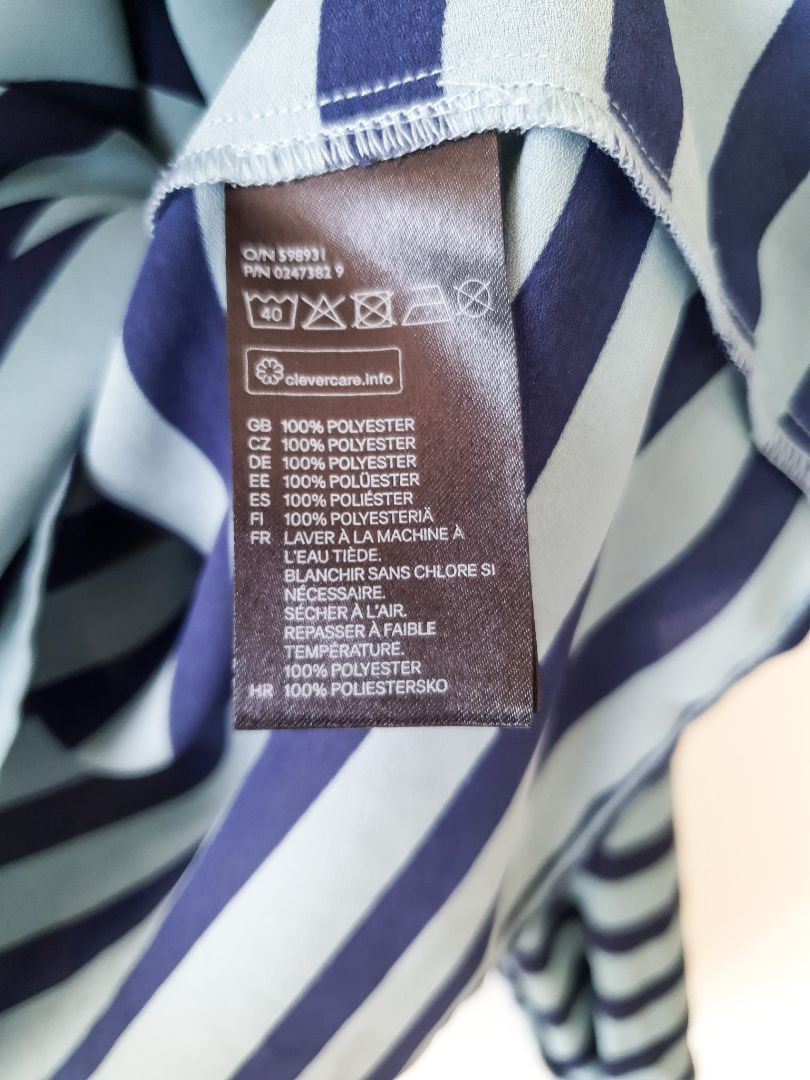 O/N 598931
P/N 0247382 9
40
clevercare.info
GB 100% POLYESTER
CZ 100% POLYESTER
DE 100% POLYESTER
EE 100% POLÜESTER
ES 100% POLIÉSTER
FI 100% POLYESTERIÄ
FR LAVER À LA MACHINE À
L'EAU TIÈDE.
BLANCHIR SANS CHLORE SI
NÉCESSAIRE.
SÉCHER À L'AIR.
REPASSER À FAIBLE
TEMPÉRATURE.
100% POLYESTER
HR 100% POLIESTERSKO